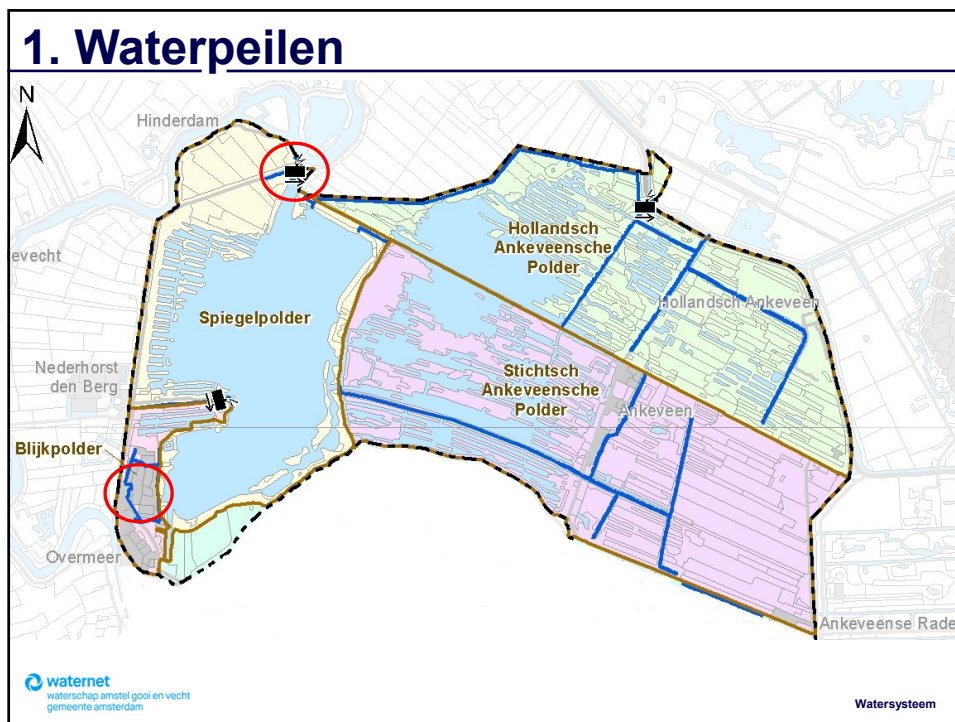 1. Waterpeilen
N
Hinderdam
Hollandsch
Ankeveensche
Polder
evecht
Hollandsch Ankeveen
Spiegelpolder
Nederhorst
den Berg
Stichtsch
Ankeveensche
Polder
Ankeveen
Blijkpolder
Overmeer
Ankeveense Rade
waternet
waterschap amstel gooi en vecht
gemeente amsterdam
Watersysteem